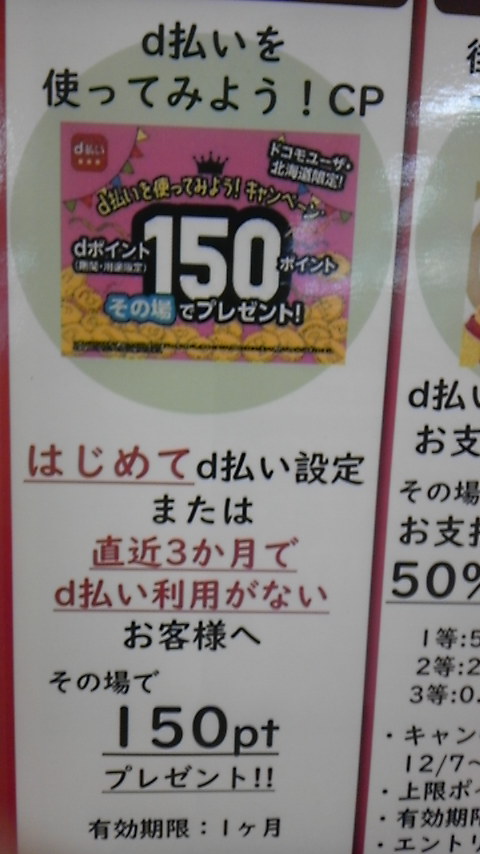 d払いを
使ってみよう！CP
d払い
ドコモユーザ・
北海道限定!
d払いを使ってみよう! キャンペーン
dポイント
(期間・用途限定)
150
ポイント
その場でプレゼント!
はじめてd払い設定
または
直近3か月で
d払い利用がない
お客様へ
その場で
150pt
プレゼント!!
有効期限：1ヶ月
d払い
お支
その場
お支払
50%
1等:5
2等:2
3等:0.
・キャン
12/7～
・上限ポイ
・有効期限
・エントリ